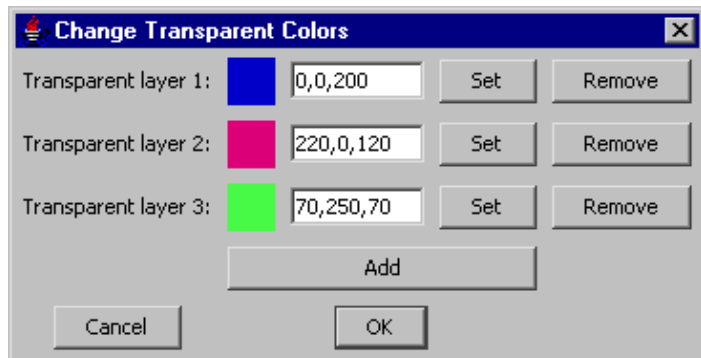 Change Transparent Colors
Transparent layer 1: 0,0,200 Set Remove
Transparent layer 2: 220,0,120 Set Remove
Transparent layer 3: 70,250,70 Set Remove
Add
Cancel OK